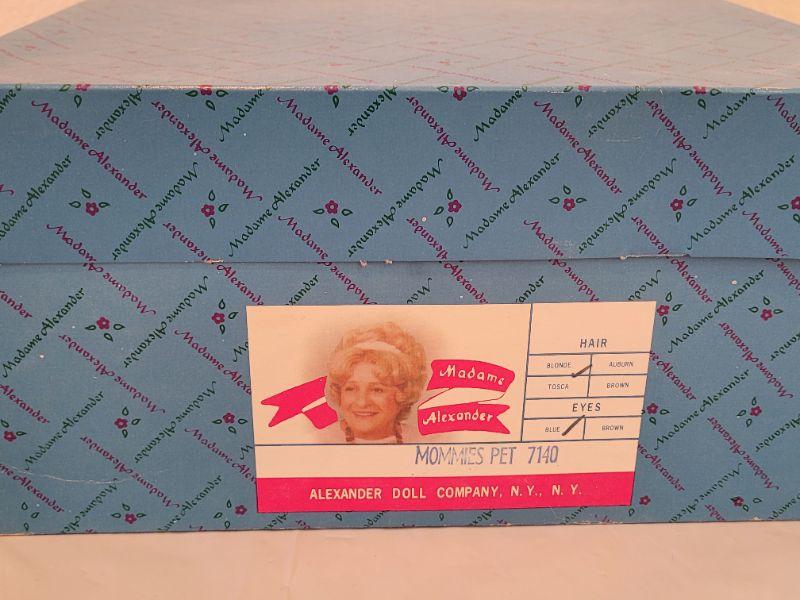 Madame Alexander
Madame
Alexander
HAIR
BLONDE AUBURN
TOSCA BROWN
EYES
BLUE BROWN
MOMMIES PET 7140
ALEXANDER DOLL COMPANY, N.Y., N.Y.